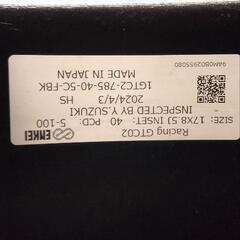 ENKEI
Racing GTC02
SIZE: 17X8.5J INSET: 40 PCD: 5-100
INSPECTED BY Y.SUZUKI
2024/4/3 HS
1GTC2-785-40-5C-FBK
MADE IN JAPAN
94AM0802955080